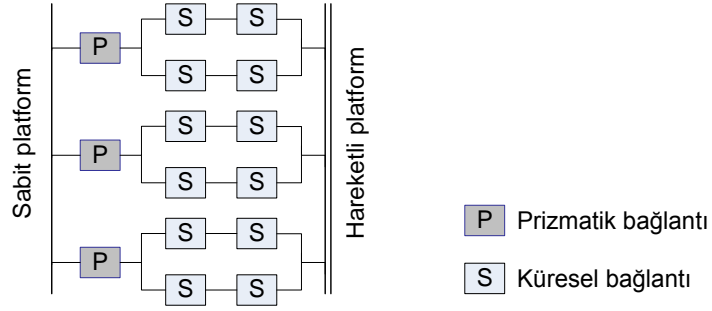 S S
P
S S
S S
P
S S
S S
P
S S
Sabit platform
Hareketli platform
P Prizmatik bağlantı
S Küresel bağlantı